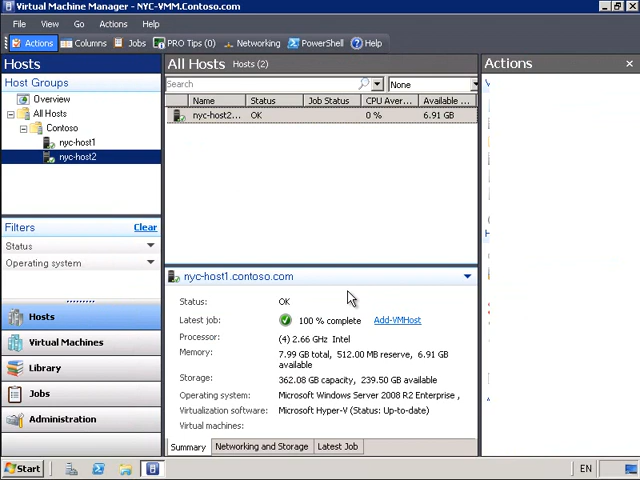 Virtual Machine Manager - NYC-VMM.Contoso.com
File View Go Actions Help
Actions Columns Jobs PRO Tips (0) Networking PowerShell Help
Hosts
Host Groups
Overview
All Hosts
Contoso
nyc-host1
nyc-host2
Filters Clear
Status
Operating system
Hosts
Virtual Machines
Library
Jobs
Administration
All Hosts Hosts (2)
Search None
Name Status Job Status CPU Aver... Available ...
nyc-host2... OK 0 % 6.91 GB
nyc-host1.contoso.com
Status: OK
Latest job: 100 % complete Add-VMHost
Processor: (4) 2.66 GHz Intel
Memory: 7.99 GB total, 512.00 MB reserve, 6.91 GB
available
Storage: 362.08 GB capacity, 239.50 GB available
Operating system: Microsoft Windows Server 2008 R2 Enterprise ,
Virtualization software: Microsoft Hyper-V (Status: Up-to-date)
Virtual machines:
Summary Networking and Storage Latest Job
Actions
Start EN